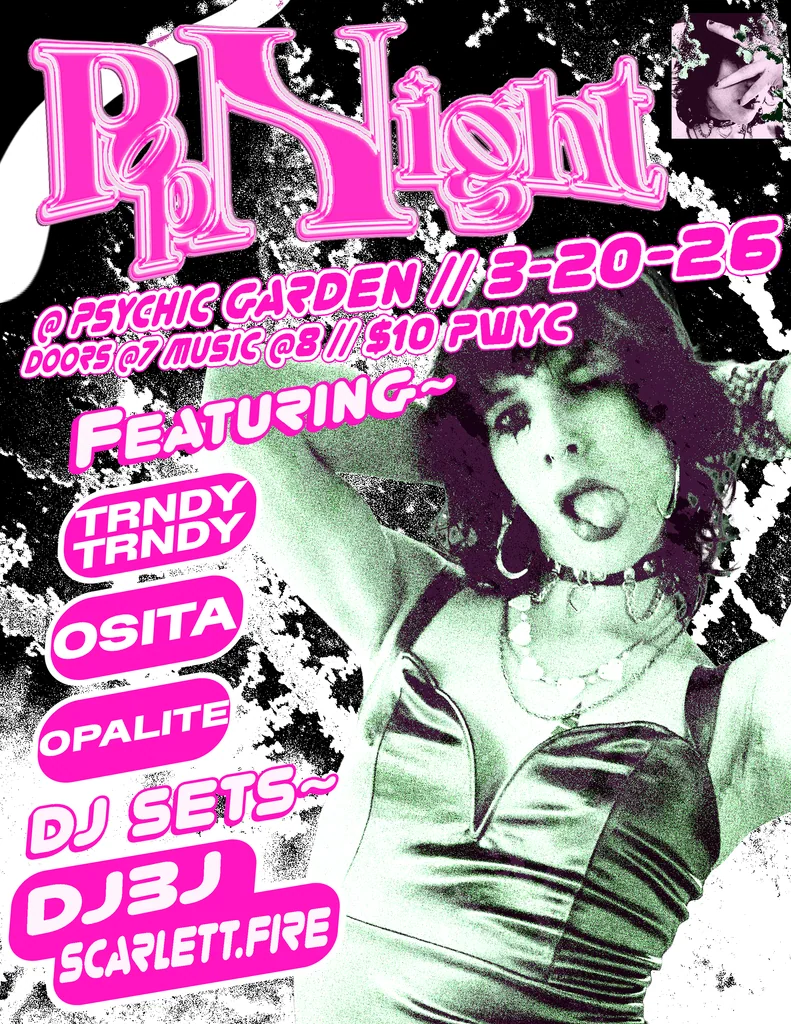 Pop Night
@ PSYCHIC GARDEN // 3-20-26
DOORS @7 MUSIC @8 // $10 PWYC
FEATURING~
TRNDY
TRNDY
OSITA
OPALITE
DJ SETS~
DJBJ
SCARLETT.FIRE